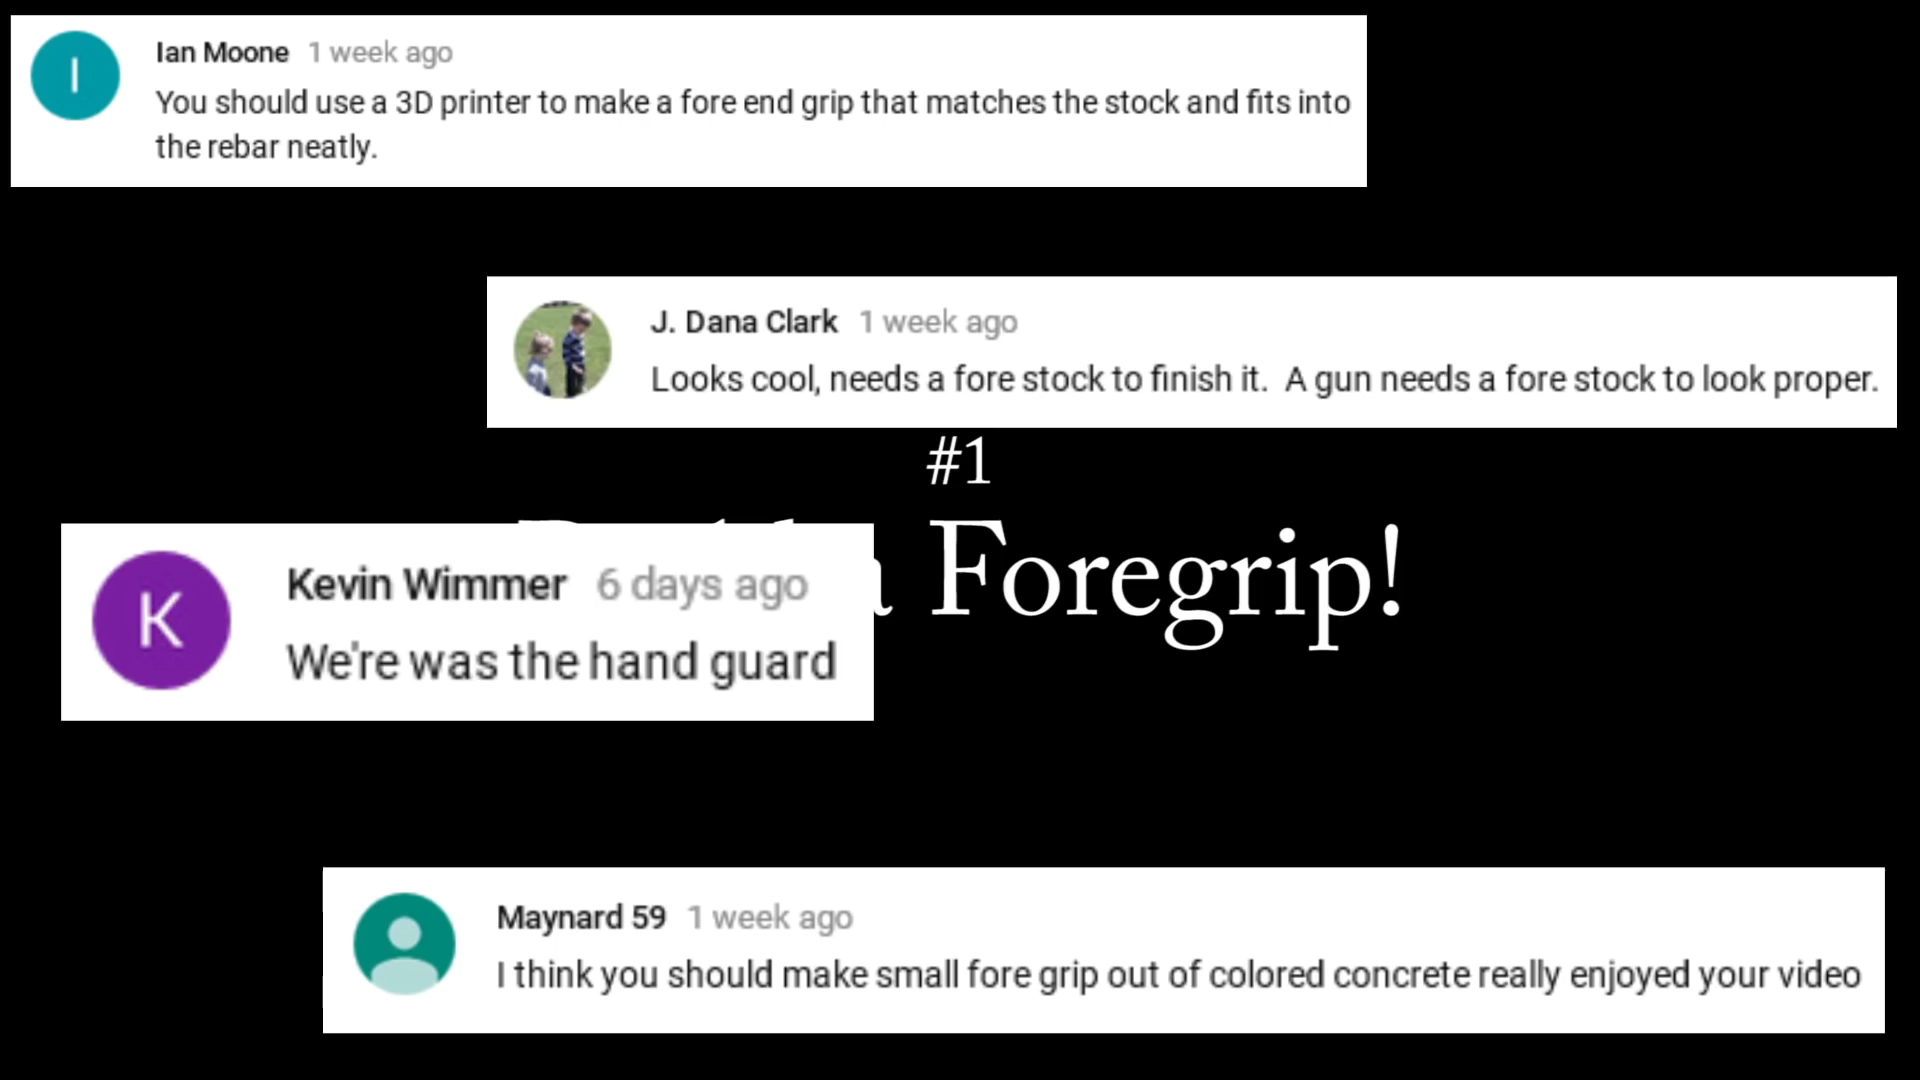 I
Ian Moone 1 week ago
You should use a 3D printer to make a fore end grip that matches the stock and fits into
the rebar neatly.
J. Dana Clark 1 week ago
Looks cool, needs a fore stock to finish it. A gun needs a fore stock to look proper.
#1
Foregrip!
K
Kevin Wimmer 6 days ago
We're was the hand guard
Maynard 59 1 week ago
I think you should make small fore grip out of colored concrete really enjoyed your video